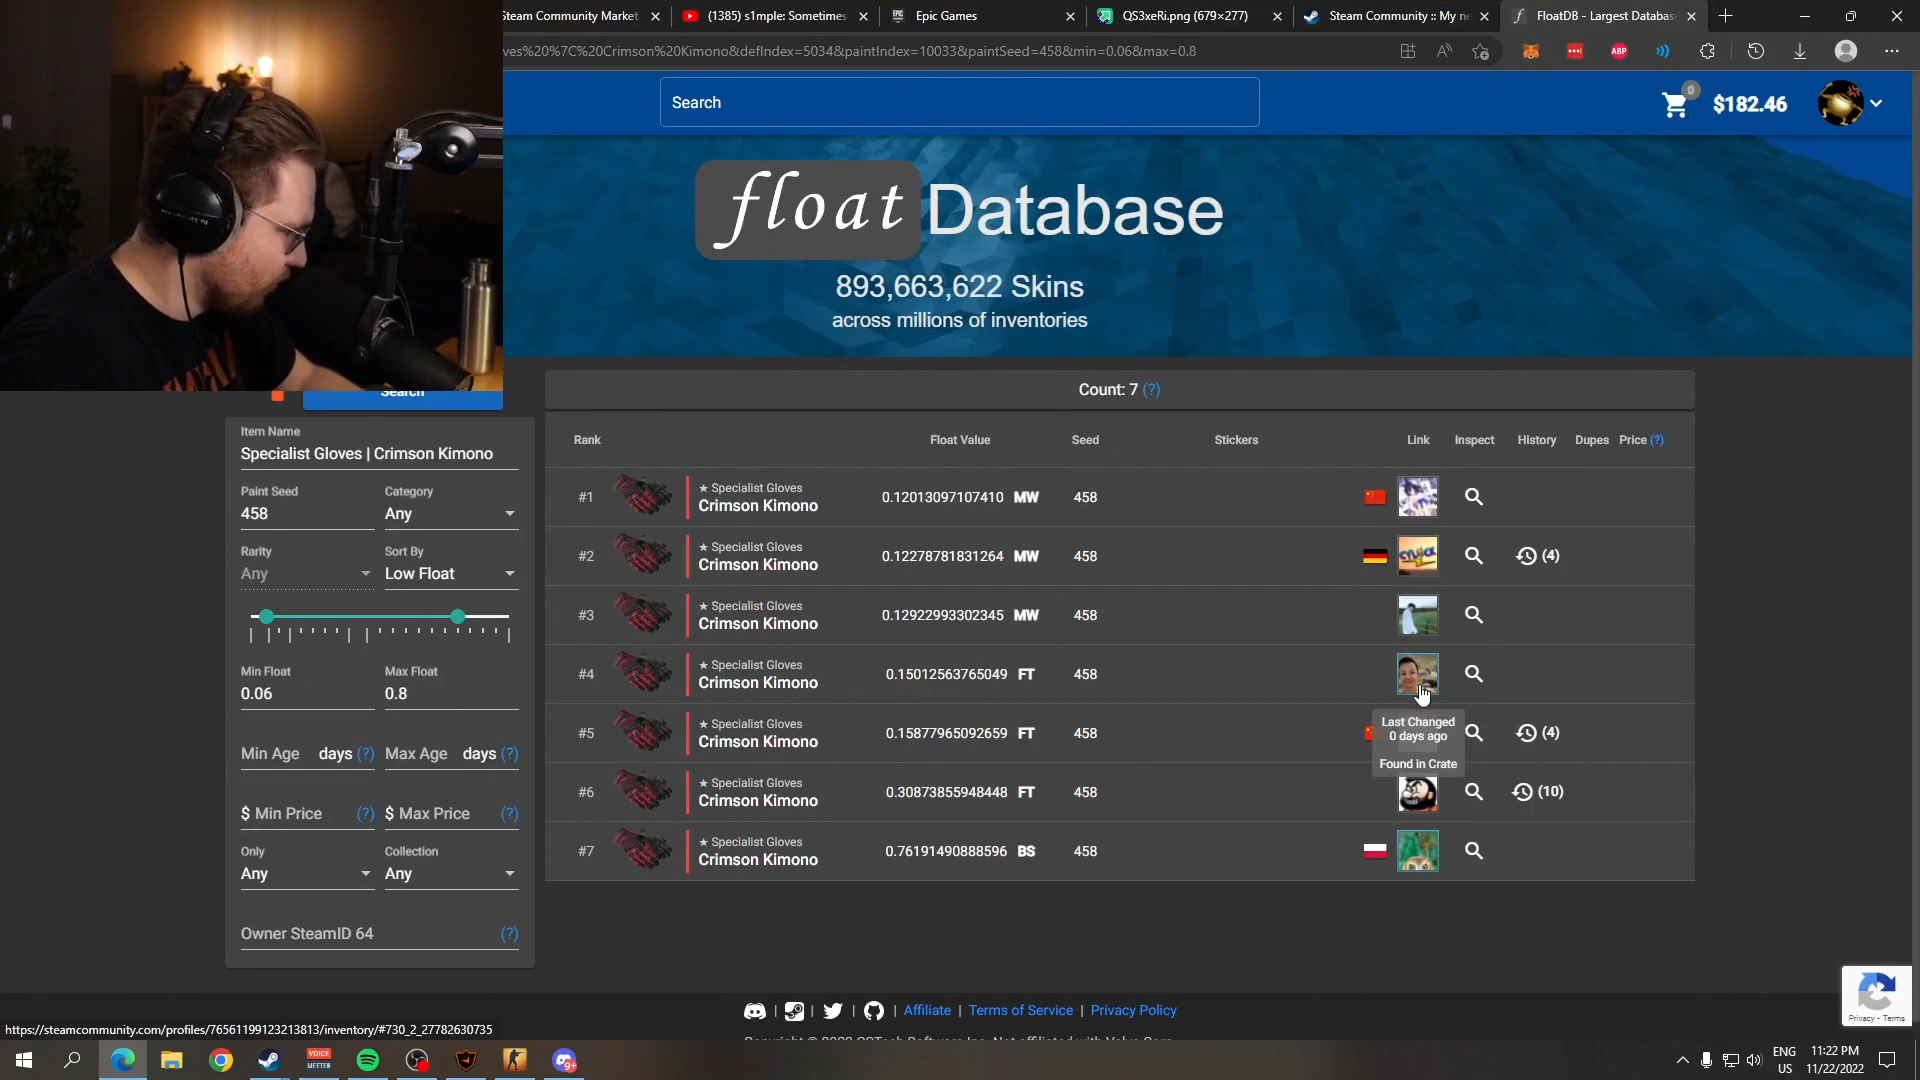 Steam Community Market
(1385) s1mple: Sometimes
Epic Games
QS3xeRi.png (679×277)
Steam Community :: My ne
FloatDB - Largest Database
ves%20%7C%20Crimson%20Kimono&defIndex=5034&paintIndex=10033&paintSeed=458&min=0.06&max=0.8
ABP
Search
0
$182.46
float Database
893,663,622 Skins
across millions of inventories
Search
Count: 7 (?)
Item Name
Specialist Gloves | Crimson Kimono
Paint Seed
458
Category
Any
Rarity
Any
Sort By
Low Float
Min Float
0.06
Max Float
0.8
Min Age days (?)
Max Age days (?)
$ Min Price (?)
$ Max Price (?)
Only
Any
Collection
Any
Owner SteamID 64 (?)
Rank Float Value Seed Stickers Link Inspect History Dupes Price (?)
#1 ★ Specialist Gloves
Crimson Kimono 0.12013097107410 MW 458
#2 ★ Specialist Gloves
Crimson Kimono 0.12278781831264 MW 458 (4)
#3 ★ Specialist Gloves
Crimson Kimono 0.12922993302345 MW 458
#4 ★ Specialist Gloves
Crimson Kimono 0.15012563765049 FT 458
Last Changed
0 days ago
Found in Crate
#5 ★ Specialist Gloves
Crimson Kimono 0.15877965092659 FT 458 (4)
#6 ★ Specialist Gloves
Crimson Kimono 0.30873855948448 FT 458 (10)
#7 ★ Specialist Gloves
Crimson Kimono 0.76191490888596 BS 458
| | | | Affiliate | Terms of Service | Privacy Policy
Privacy - Terms
https://steamcommunity.com/profiles/76561199123213813/inventory/#730_2_27782630735
VOICE
MEETER
9+
ENG
US
11:22 PM
11/22/2022